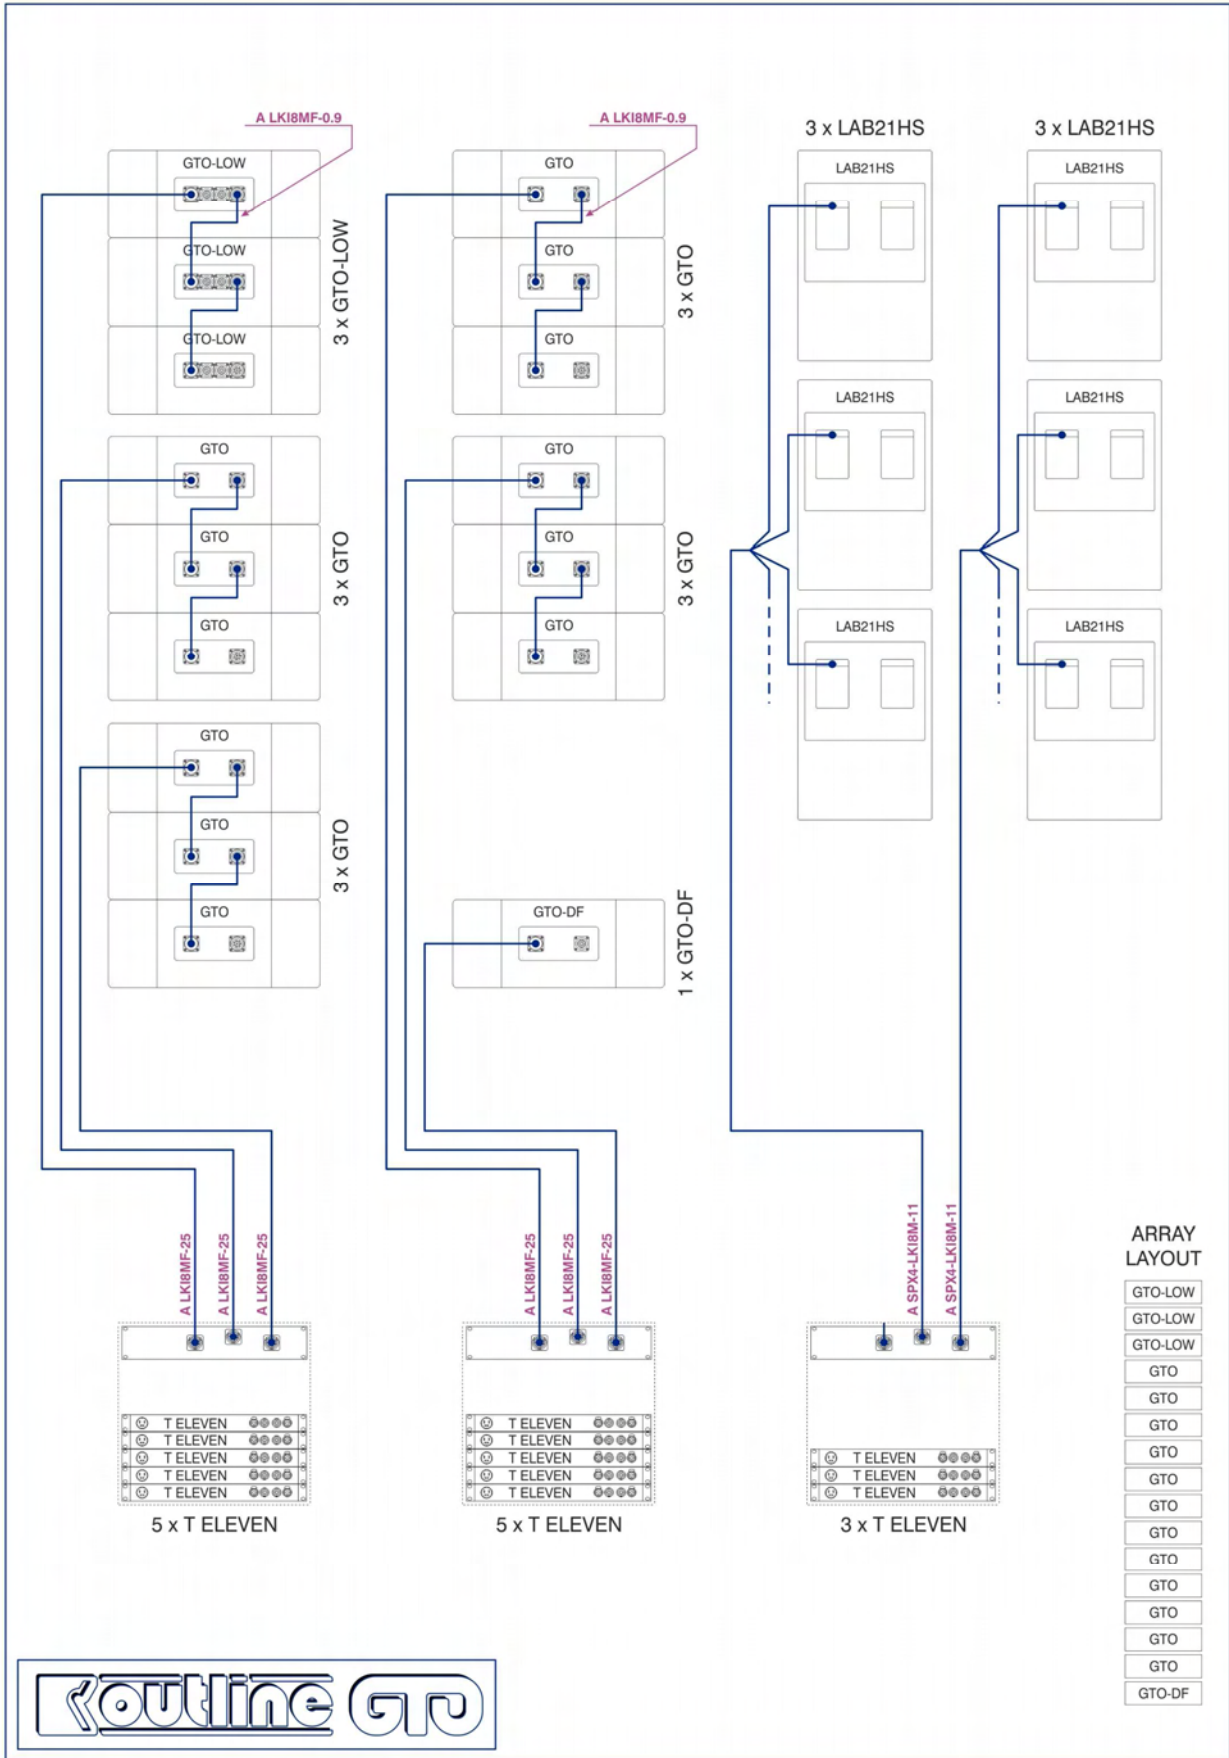 A LKI8MF-0.9
GTO-LOW
GTO-LOW
GTO-LOW
3 x GTO-LOW
GTO
GTO
GTO
3 x GTO
GTO
GTO
GTO
3 x GTO
A LKI8MF-25
A LKI8MF-25
A LKI8MF-25
T ELEVEN
T ELEVEN
T ELEVEN
T ELEVEN
T ELEVEN
5 x T ELEVEN
A LKI8MF-0.9
GTO
GTO
GTO
3 x GTO
GTO
GTO
GTO
3 x GTO
GTO-DF
1 x GTO-DF
A LKI8MF-25
A LKI8MF-25
A LKI8MF-25
T ELEVEN
T ELEVEN
T ELEVEN
T ELEVEN
T ELEVEN
5 x T ELEVEN
3 x LAB21HS
LAB21HS
LAB21HS
LAB21HS
3 x LAB21HS
LAB21HS
LAB21HS
LAB21HS
A SPX4-LKI8M-11
A SPX4-LKI8M-11
T ELEVEN
T ELEVEN
T ELEVEN
3 x T ELEVEN
ARRAY
LAYOUT
GTO-LOW
GTO-LOW
GTO-LOW
GTO
GTO
GTO
GTO
GTO
GTO
GTO
GTO
GTO
GTO
GTO
GTO
GTO-DF
outline GTO